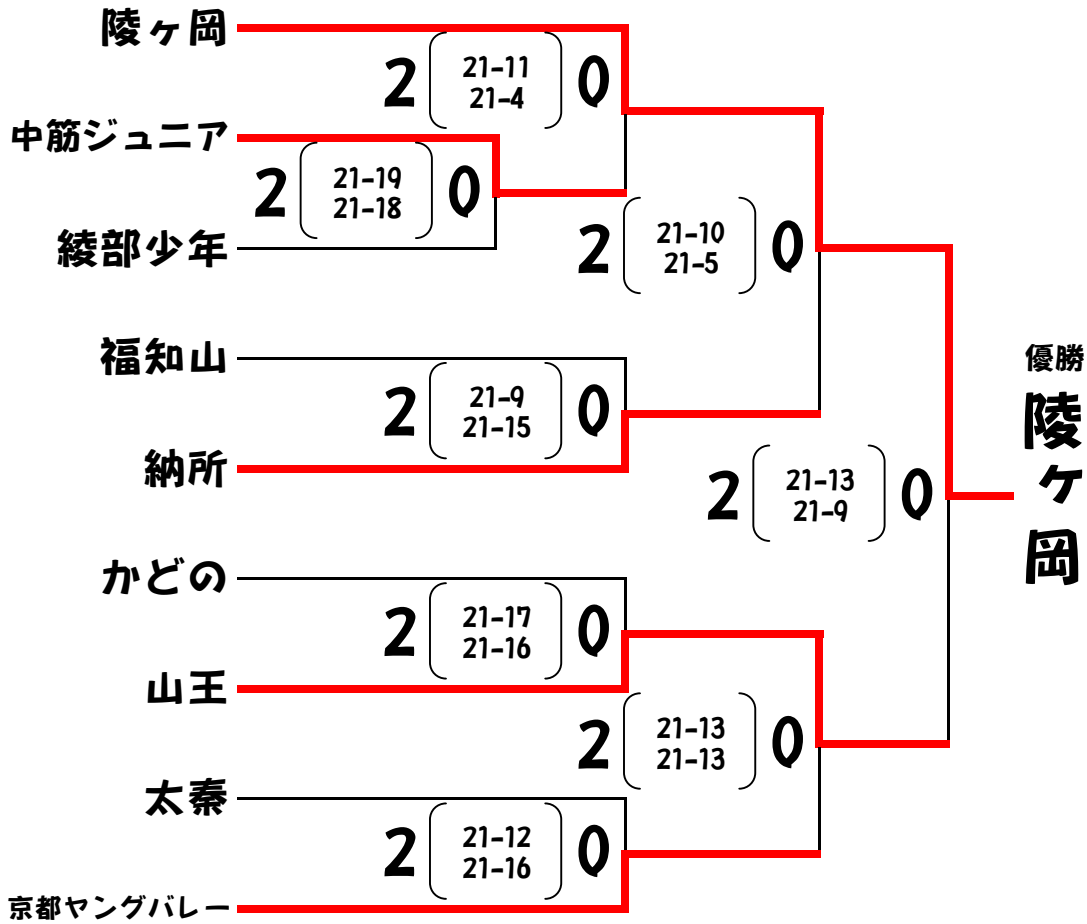 陵ヶ岡
2 21-11 0
21-4
中筋ジュニア
2 21-19 0
21-18
綾部少年
2 21-10 0
21-5
福知山
2 21-9 0
21-15
納所
優勝
陵ヶ岡
2 21-13 0
21-9
かどの
2 21-17 0
21-16
山王
2 21-13 0
21-13
太秦
2 21-12 0
21-16
京都ヤングバレー